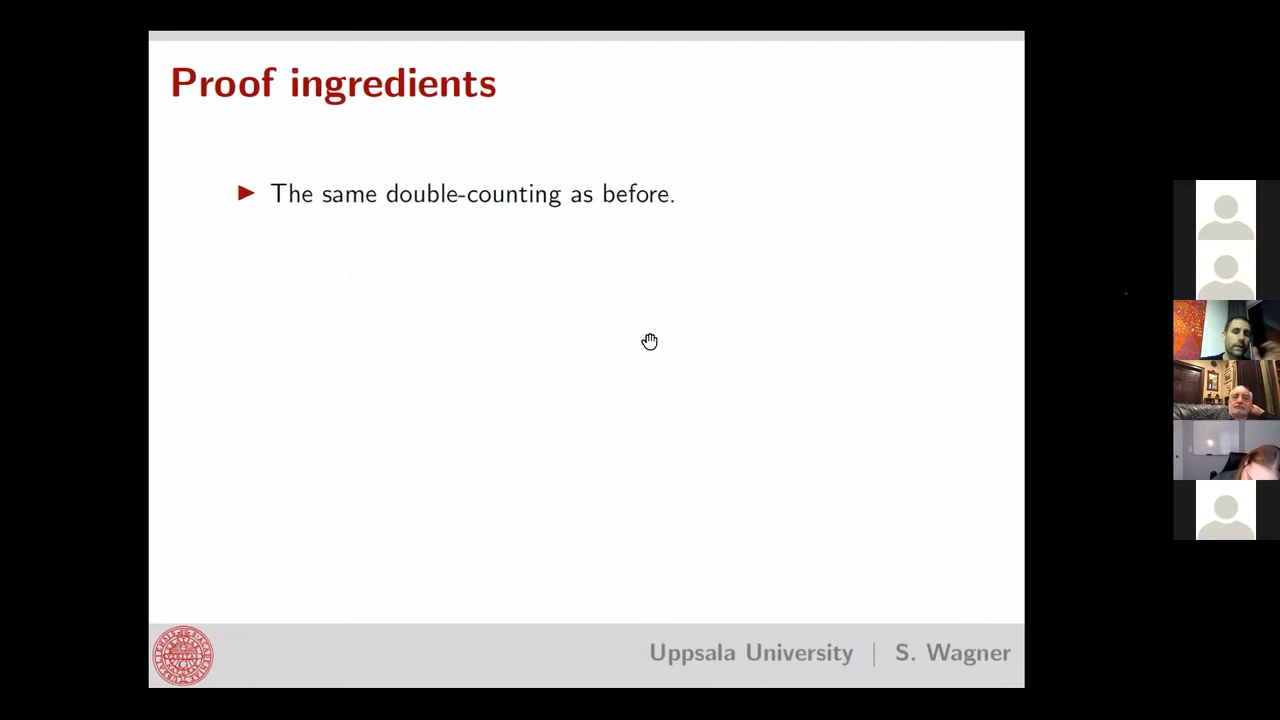 Proof ingredients
▶ The same double-counting as before.
Uppsala University | S. Wagner